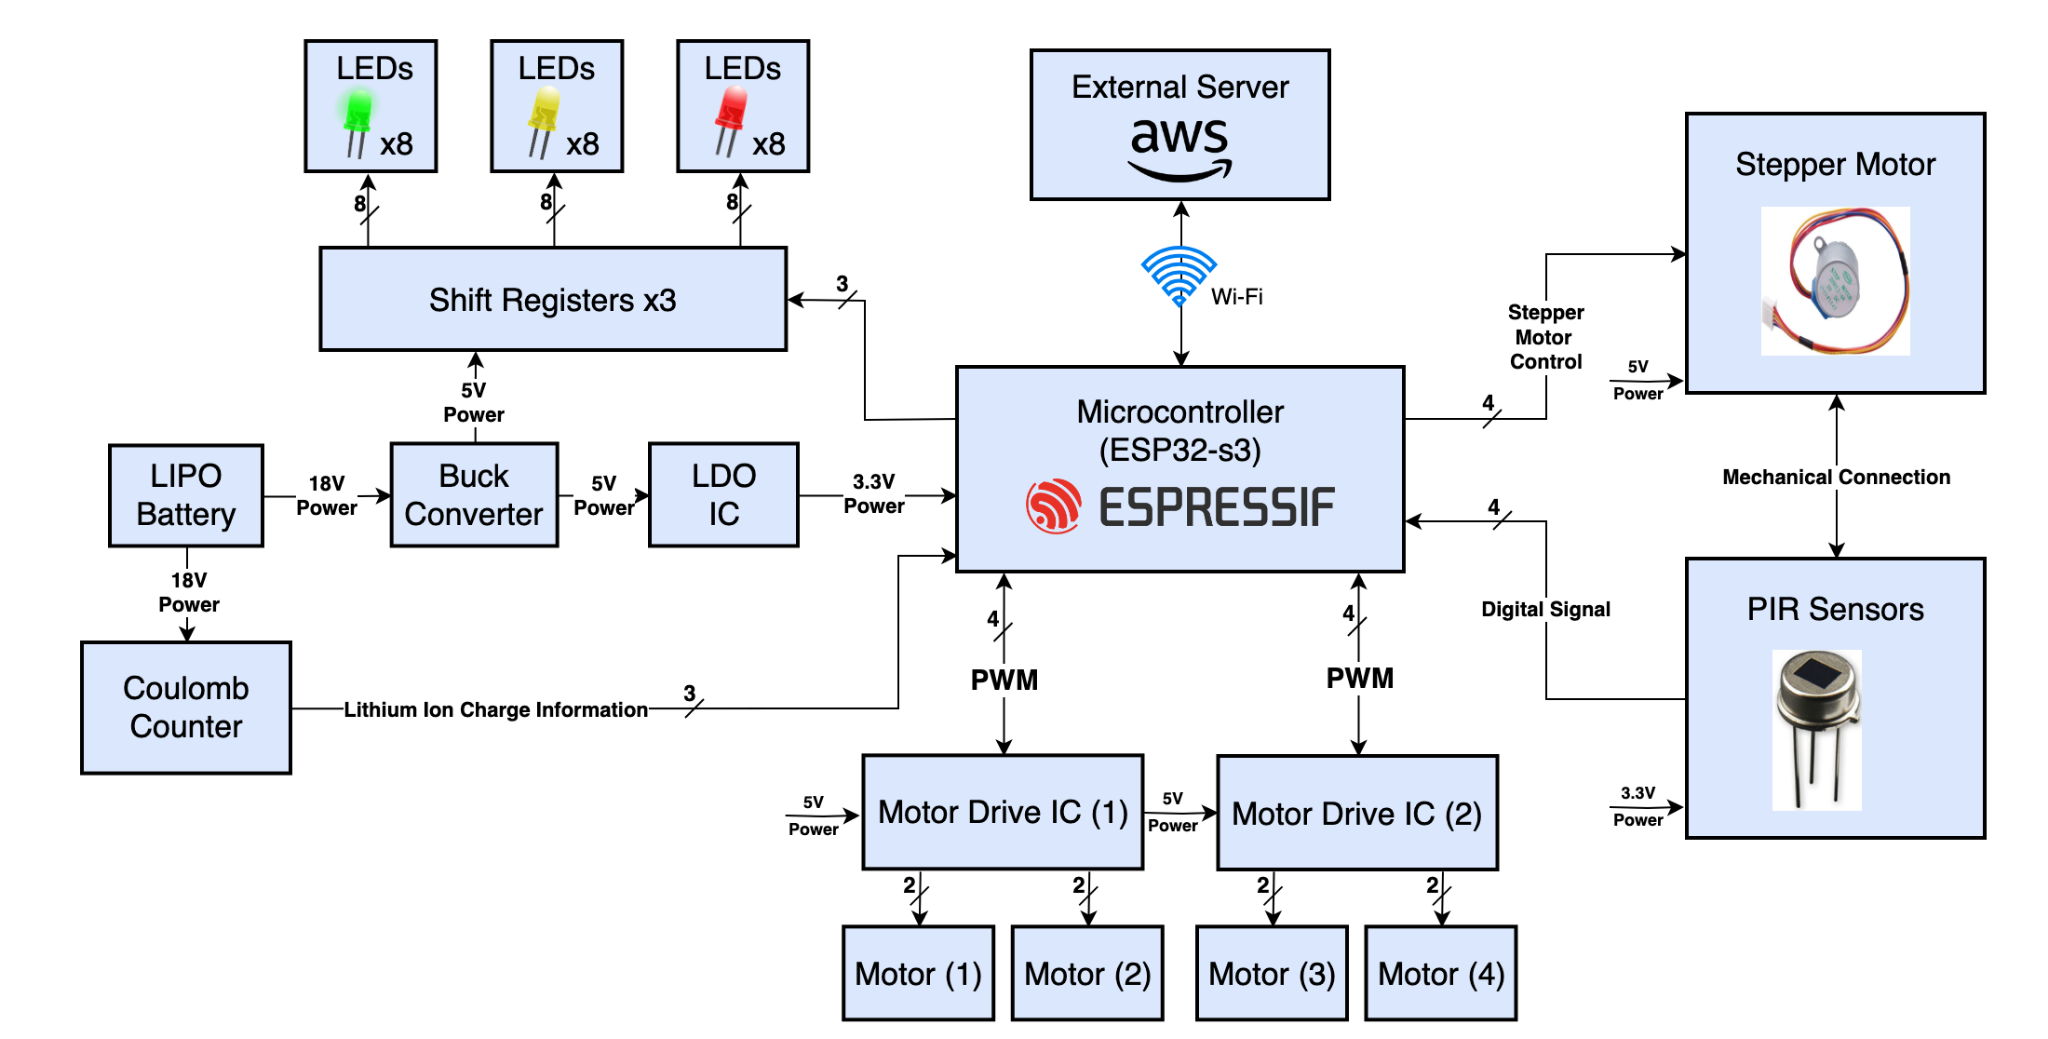 LEDs
x8
LEDs
x8
LEDs
x8
8
8
8
Shift Registers x3
3
External Server
aws
Wi-Fi
Stepper Motor
Stepper
Motor
Control
4
5V
Power
5V
Power
LIPO
Battery
18V
Power
Buck
Converter
5V
Power
LDO
IC
3.3V
Power
Microcontroller
(ESP32-s3)
ESPRESSIF
Mechanical Connection
4
Digital Signal
PIR Sensors
3.3V
Power
18V
Power
Coulomb
Counter
Lithium Ion Charge Information
3
4
PWM
4
PWM
5V
Power
Motor Drive IC (1)
5V
Power
Motor Drive IC (2)
2
2
2
2
Motor (1)
Motor (2)
Motor (3)
Motor (4)